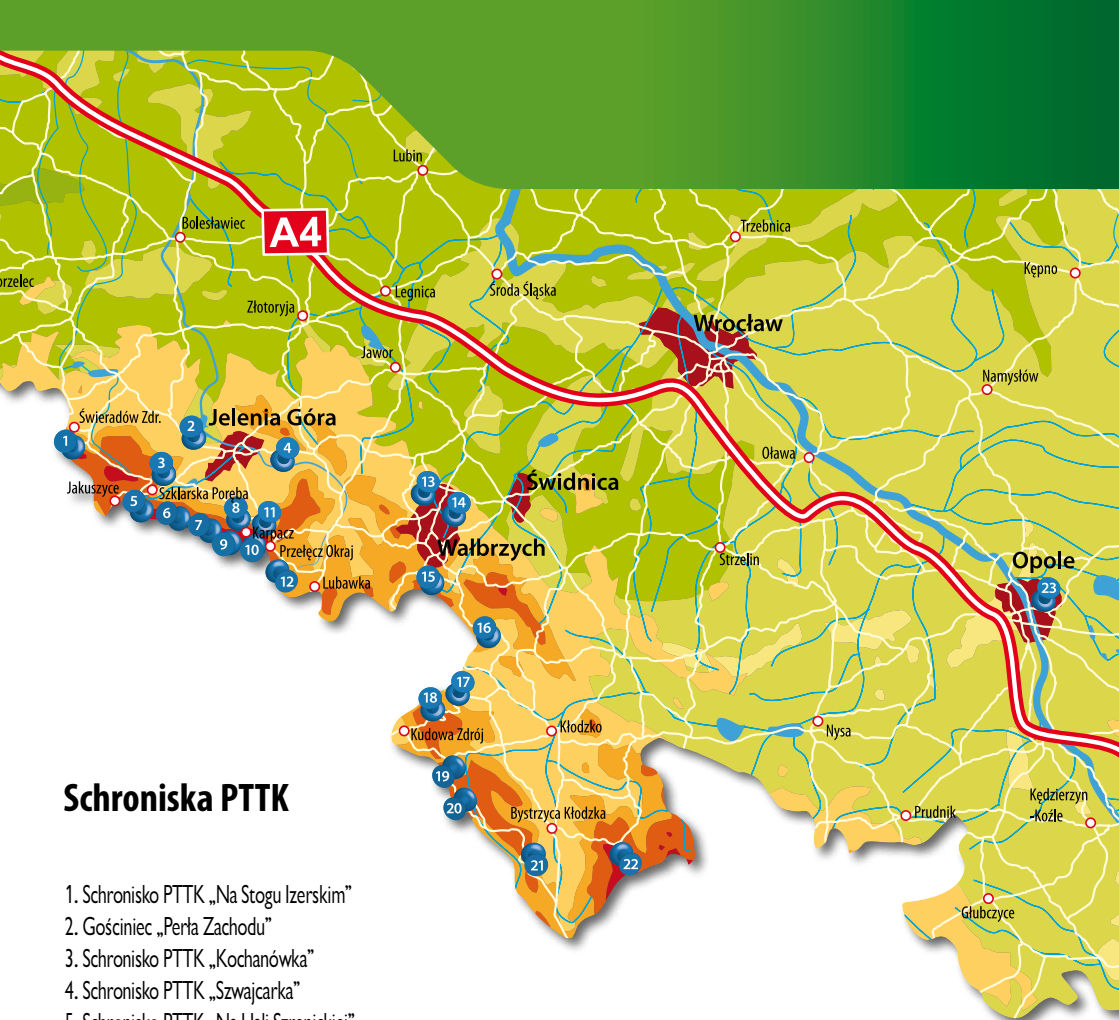 Lubin
Bolesławiec
A4
Trzebnica
Kępno
Legnica
Środa Śląska
Złotoryja
Wrocław
Jawor
Namysłów
Świeradów Zdr.
Jelenia Góra
2
1
4
3
Oława
Świdnica
13
Jakuszyce
Szklarska Poręba
5
6
7
8
11
14
Karpacz
9
10
Przełęcz Okraj
Wałbrzych
Strzelin
Opole
12
Lubawka
15
23
16
17
18
Kudowa Zdrój
Kłodzko
Nysa
19
20
Bystrzyca Kłodzka
Prudnik
Kędzierzyn
-Koźle
21
22
Głubczyce
Schroniska PTTK
1. Schronisko PTTK „Na Stogu Izerskim”
2. Gościniec „Perła Zachodu”
3. Schronisko PTTK „Kochanówka”
4. Schronisko PTTK „Szwajcarka”